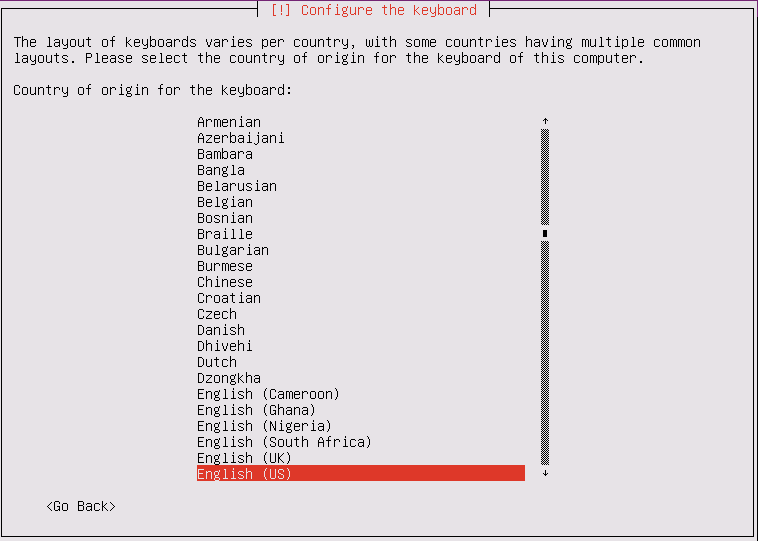 [!] Configure the keyboard
The layout of keyboards varies per country, with some countries having multiple common
layouts. Please select the country of origin for the keyboard of this computer.
Country of origin for the keyboard:
Armenian
Azerbaijani
Bambara
Bangla
Belarusian
Belgian
Bosnian
Braille
Bulgarian
Burmese
Chinese
Croatian
Czech
Danish
Dhivehi
Dutch
Dzongkha
English (Cameroon)
English (Ghana)
English (Nigeria)
English (South Africa)
English (UK)
English (US)
<Go Back>